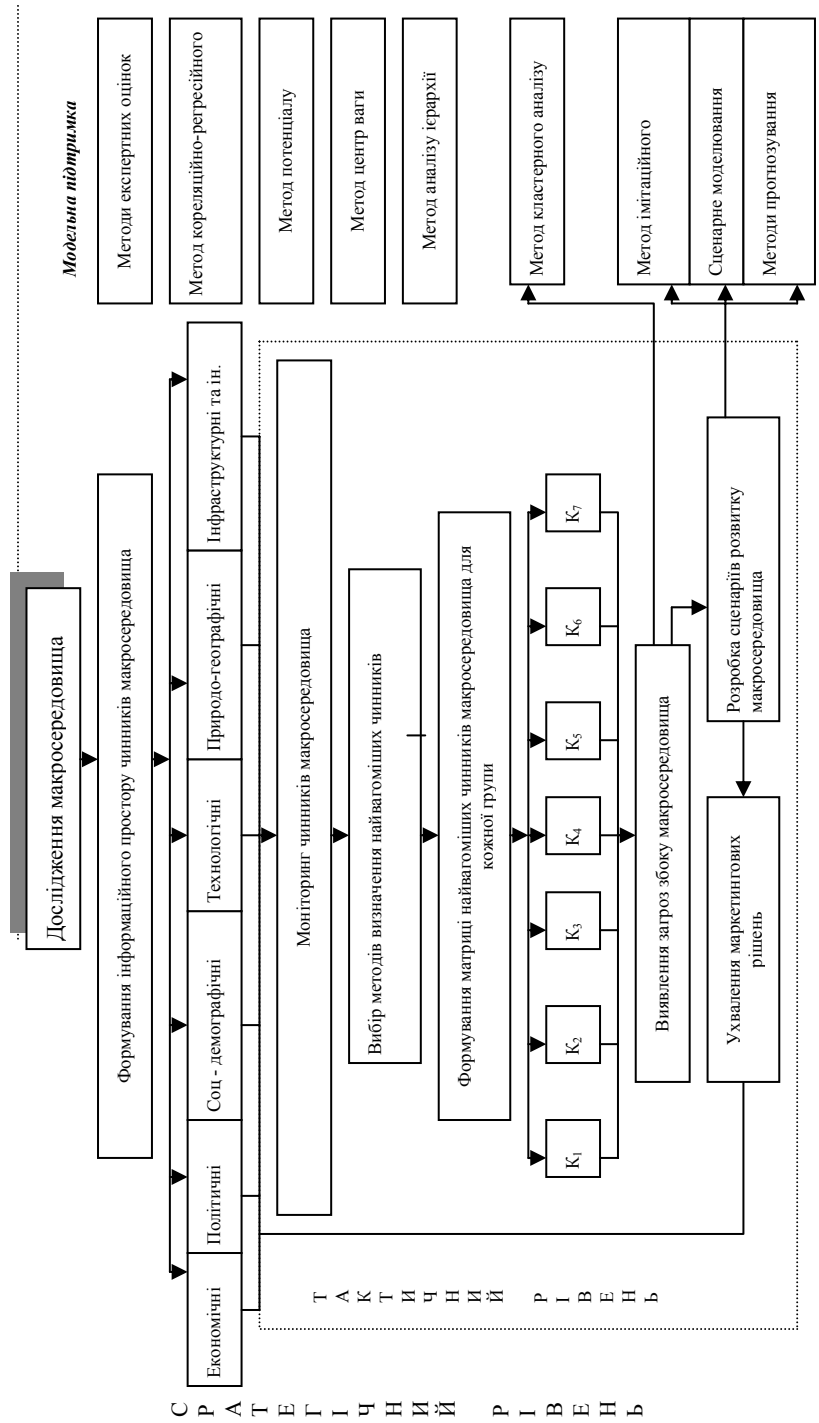 Дослідження макросередовища
Модельна підтримка
Формування інформаційного простору чинників макросередовища
Методи експертних оцінок
Економічні
Політичні
Соц - демографічні
Технологічні
Природо-географічні
Інфраструктурні та ін.
Метод кореляційно-регресійного
Моніторинг чинників макросередовища
Метод потенціалу
Вибір методів визначення найвагоміших чинників
Метод центр ваги
Формування матриці найвагоміших чинників макросередовища для
кожної групи
Метод аналізу ієрархії
К1
К2
К3
К4
К5
К6
К7
Метод кластерного аналізу
Виявлення загроз збоку макросередовища
Метод імітаційного
Ухвалення маркетингових
рішень
Розробка сценаріїв розвитку
макросередовища
Сценарне моделювання
Методи прогнозування
С
Р
А
Т
Е
Г
І
Ч
Н
И
Й
Р
І
В
Е
Н
Ь
Т
А
К
Т
И
Ч
Н
И
Й
Р
І
В
Е
Н
Ь